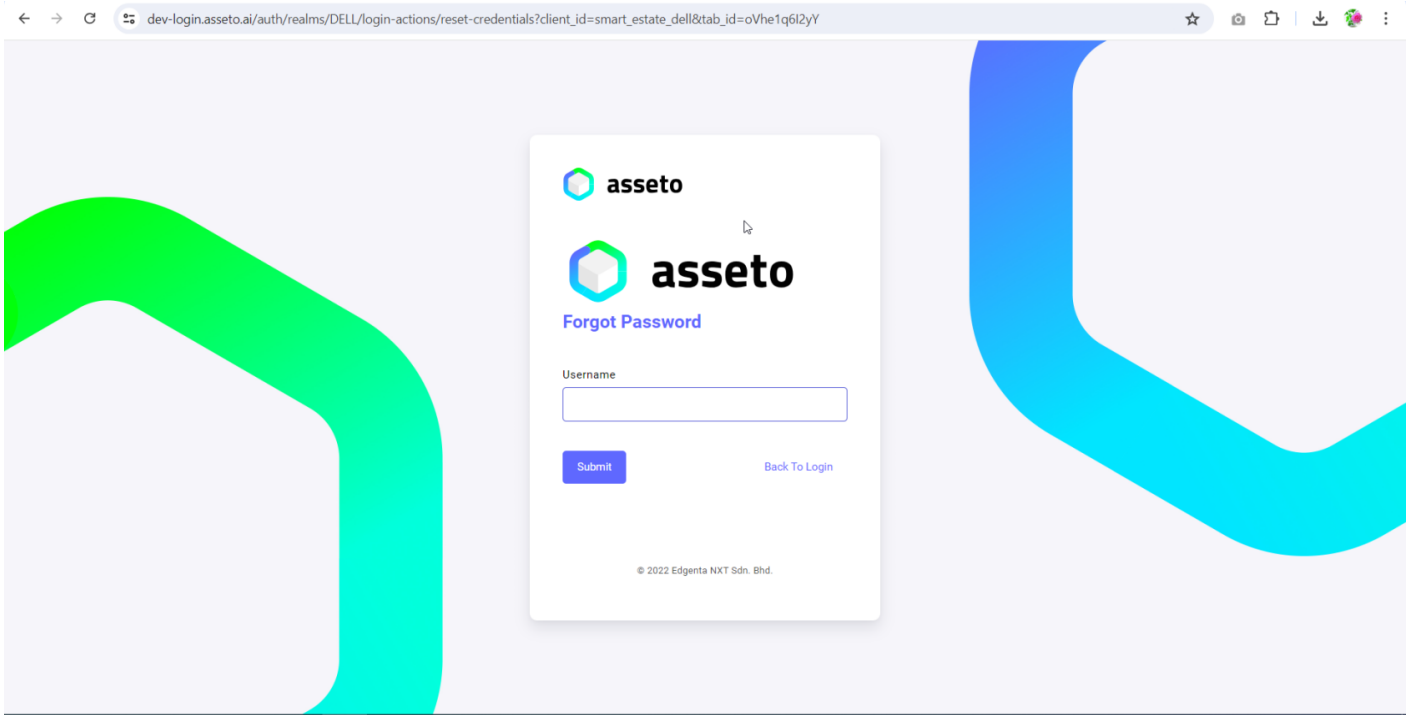 dev-login.asseto.ai/auth/realms/DELL/login-actions/reset-credentials?client_id=smart_estate_dell&tab_id=oVhe1q6l2yY
asseto
asseto
Forgot Password
Username
Submit
Back To Login
© 2022 Edgenta NXT Sdn. Bhd.